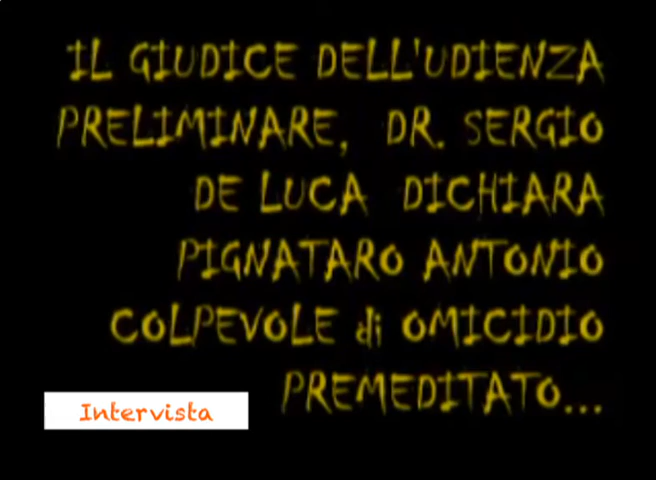 IL GIUDICE DELL'UDIENZA
PRELIMINARE, DR. SERGIO
DE LUCA DICHIARA
PIGNATARO ANTONIO
COLPEVOLE di OMICIDIO
PREMEDITATO...
Intervista